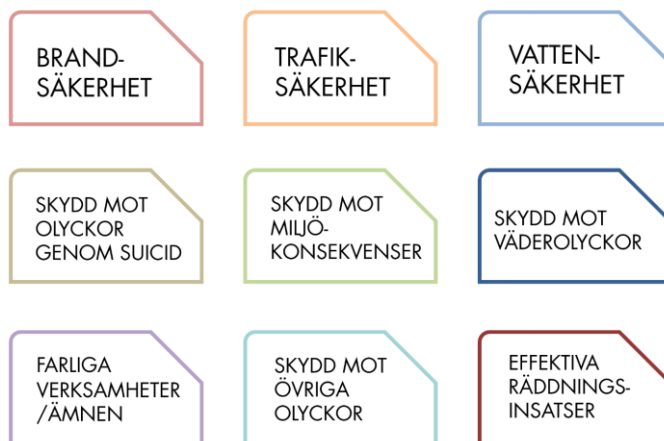 BRAND-
SÄKERHET
TRAFIK-
SÄKERHET
VATTEN-
SÄKERHET
SKYDD MOT
OLYCKOR
GENOM SUICID
SKYDD MOT
MILJÖ-
KONSEKVENSER
SKYDD MOT
VÄDEROLYCKOR
FARLIGA
VERKSAMHETER
/ÄMNEN
SKYDD MOT
ÖVRIGA
OLYCKOR
EFFEKTIVA
RÄDDNINGS-
INSATSER